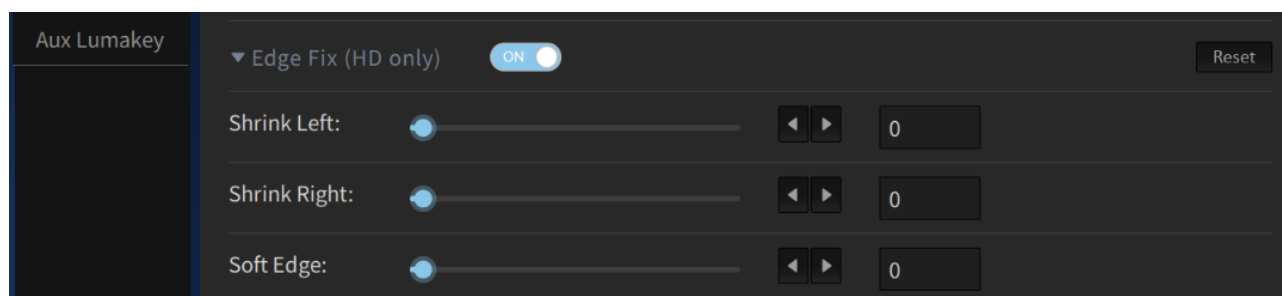 Aux Lumakey
Edge Fix (HD only) ON Reset
Shrink Left: 0
Shrink Right: 0
Soft Edge: 0